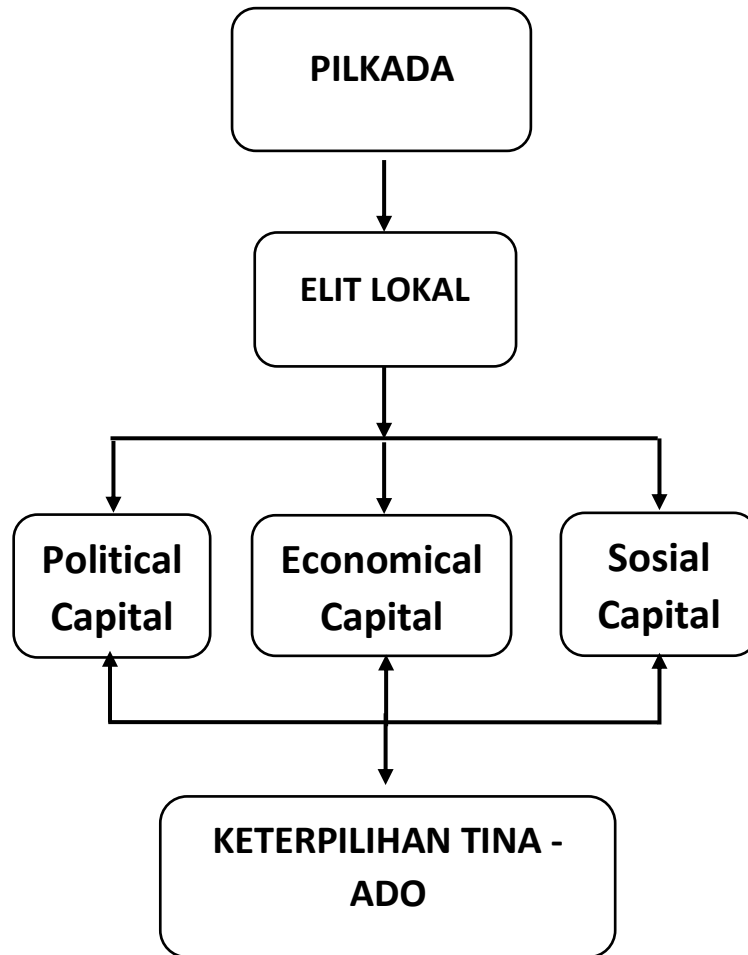 PILKADA
ELIT LOKAL
Political
Capital
Economical
Capital
Sosial
Capital
KETERPILIHAN TINA -
ADO